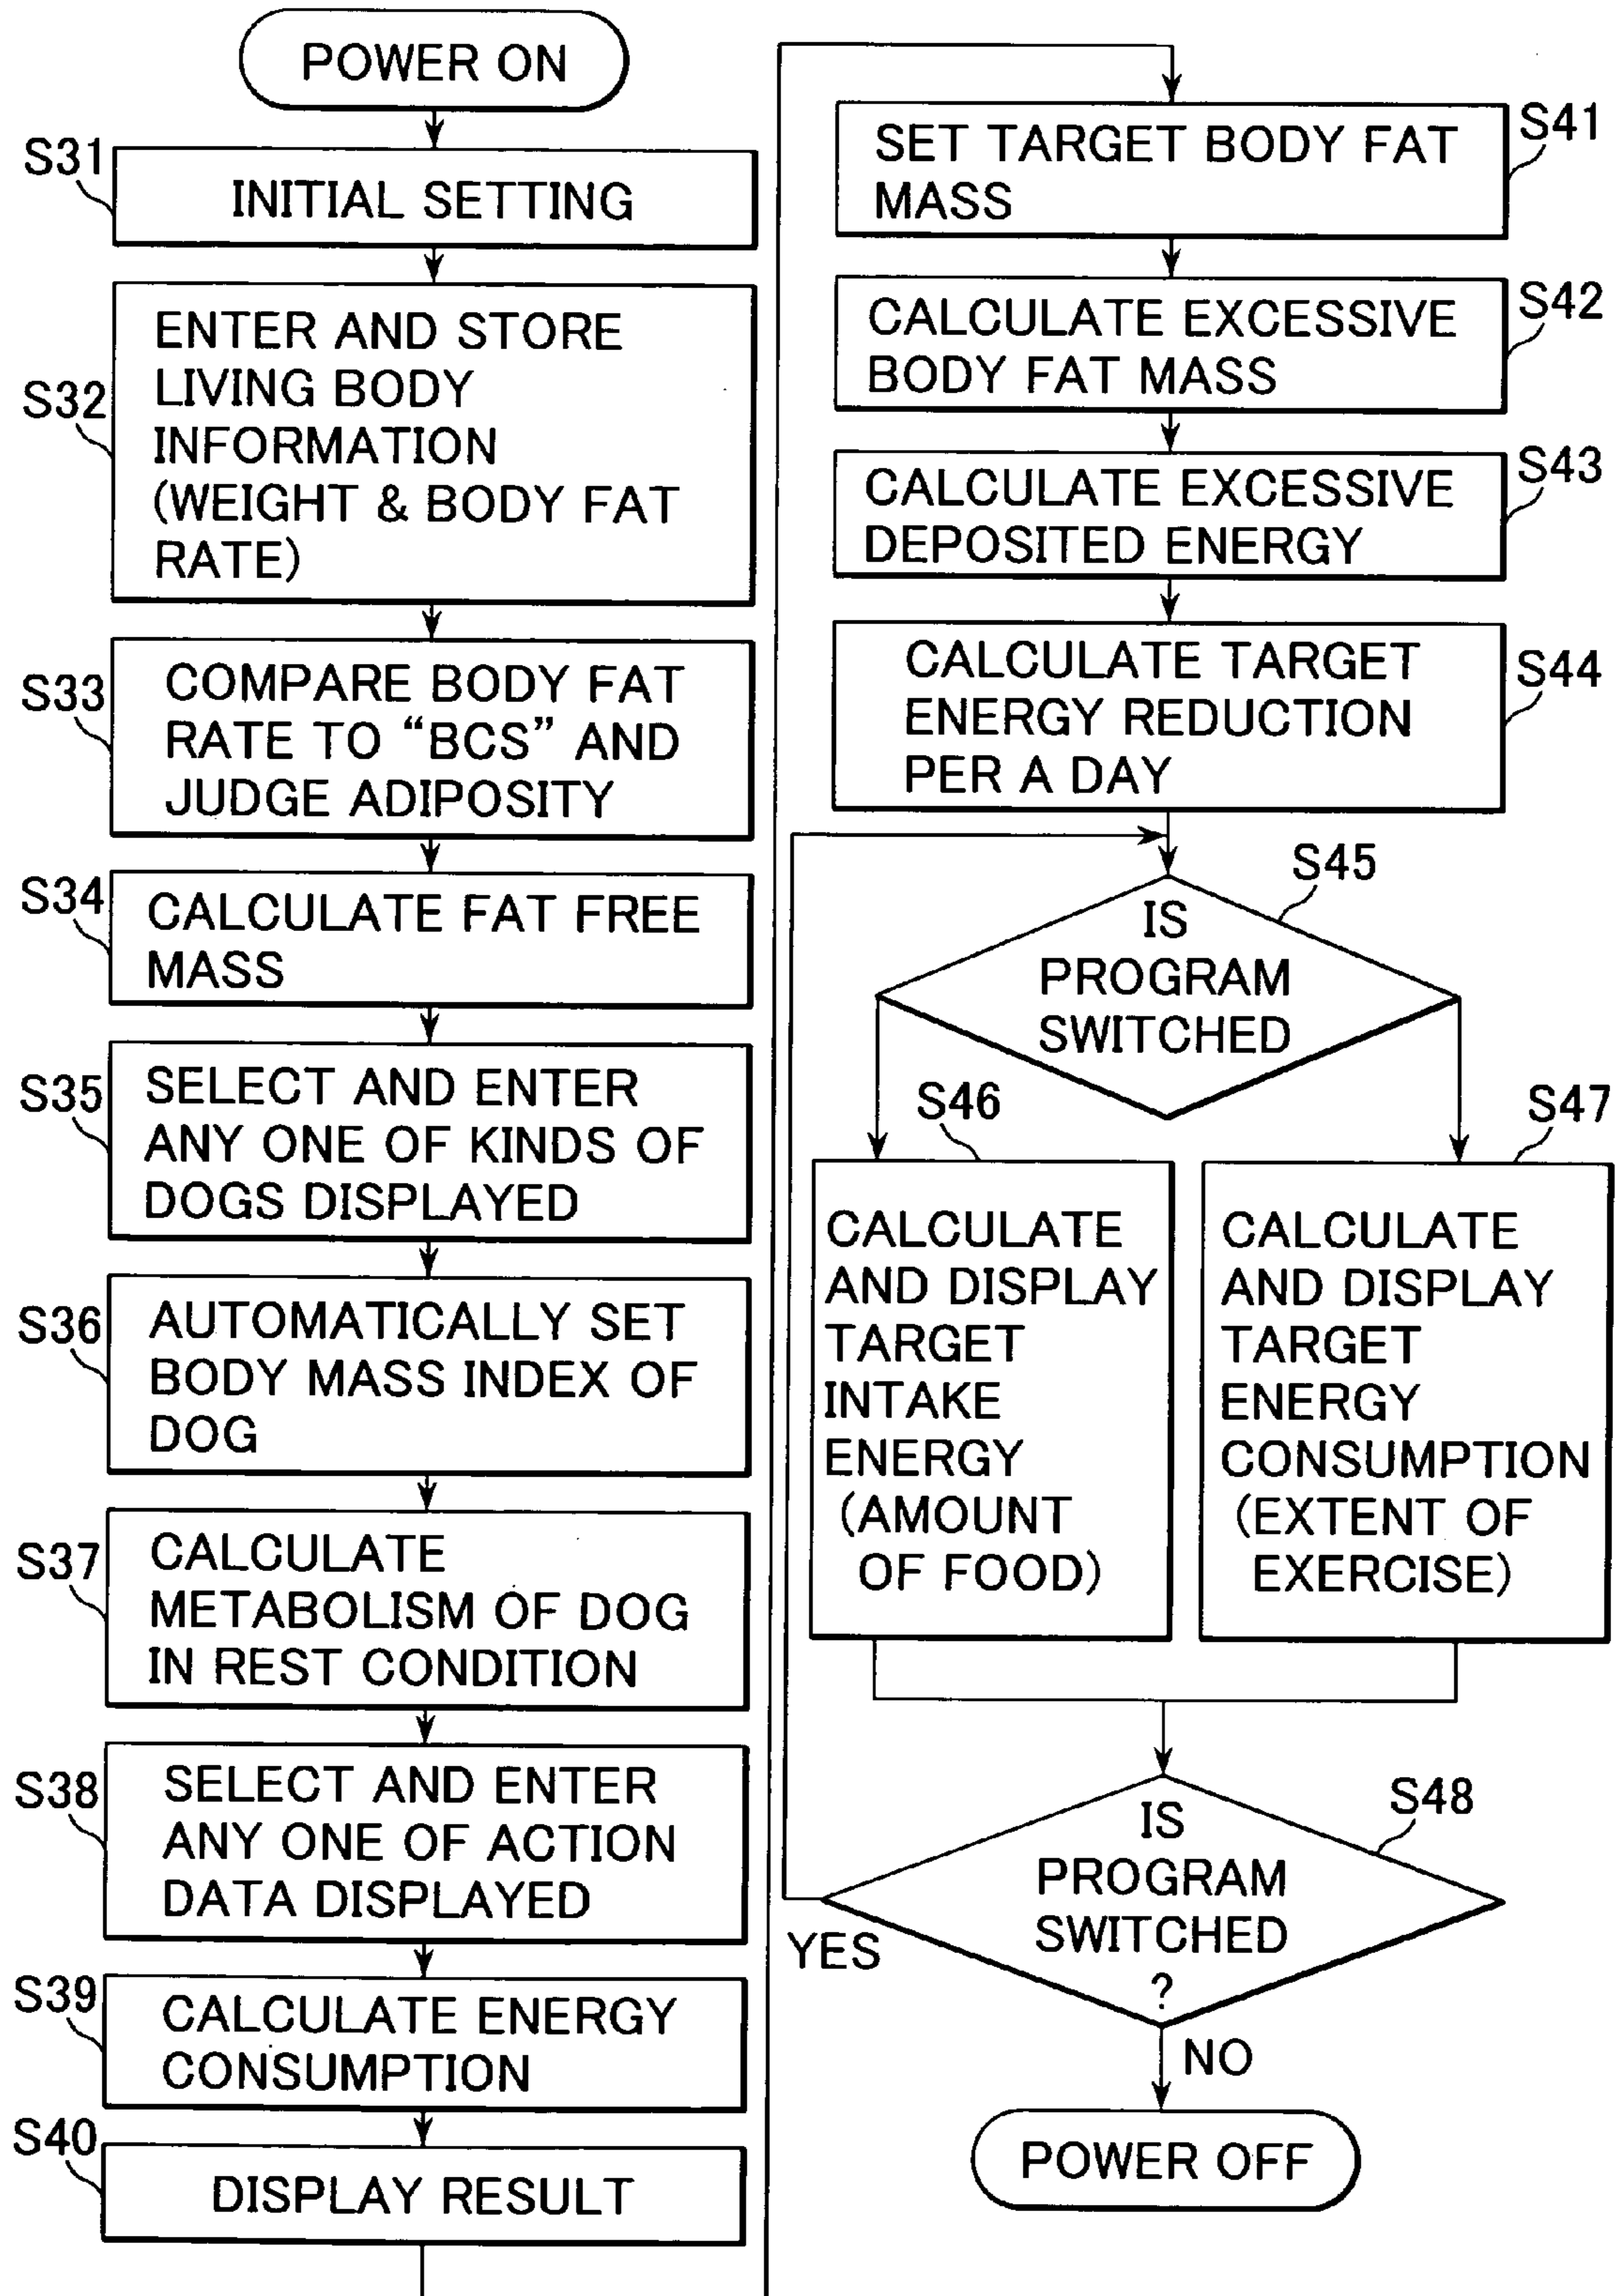 POWER ON
S31
INITIAL SETTING
S32
ENTER AND STORE
LIVING BODY
INFORMATION
(WEIGHT & BODY FAT
RATE)
S33
COMPARE BODY FAT
RATE TO “BCS” AND
JUDGE ADIPOSITY
S34
CALCULATE FAT FREE
MASS
S35
SELECT AND ENTER
ANY ONE OF KINDS OF
DOGS DISPLAYED
S36
AUTOMATICALLY SET
BODY MASS INDEX OF
DOG
S37
CALCULATE
METABOLISM OF DOG
IN REST CONDITION
S38
SELECT AND ENTER
ANY ONE OF ACTION
DATA DISPLAYED
S39
CALCULATE ENERGY
CONSUMPTION
S40
DISPLAY RESULT
S41
SET TARGET BODY FAT
MASS
S42
CALCULATE EXCESSIVE
BODY FAT MASS
S43
CALCULATE EXCESSIVE
DEPOSITED ENERGY
S44
CALCULATE TARGET
ENERGY REDUCTION
PER A DAY
S45
IS
PROGRAM
SWITCHED
S46
CALCULATE
AND DISPLAY
TARGET
INTAKE
ENERGY
(AMOUNT
OF FOOD)
S47
CALCULATE
AND DISPLAY
TARGET
ENERGY
CONSUMPTION
(EXTENT OF
EXERCISE)
S48
IS
PROGRAM
SWITCHED
?
YES
NO
POWER OFF